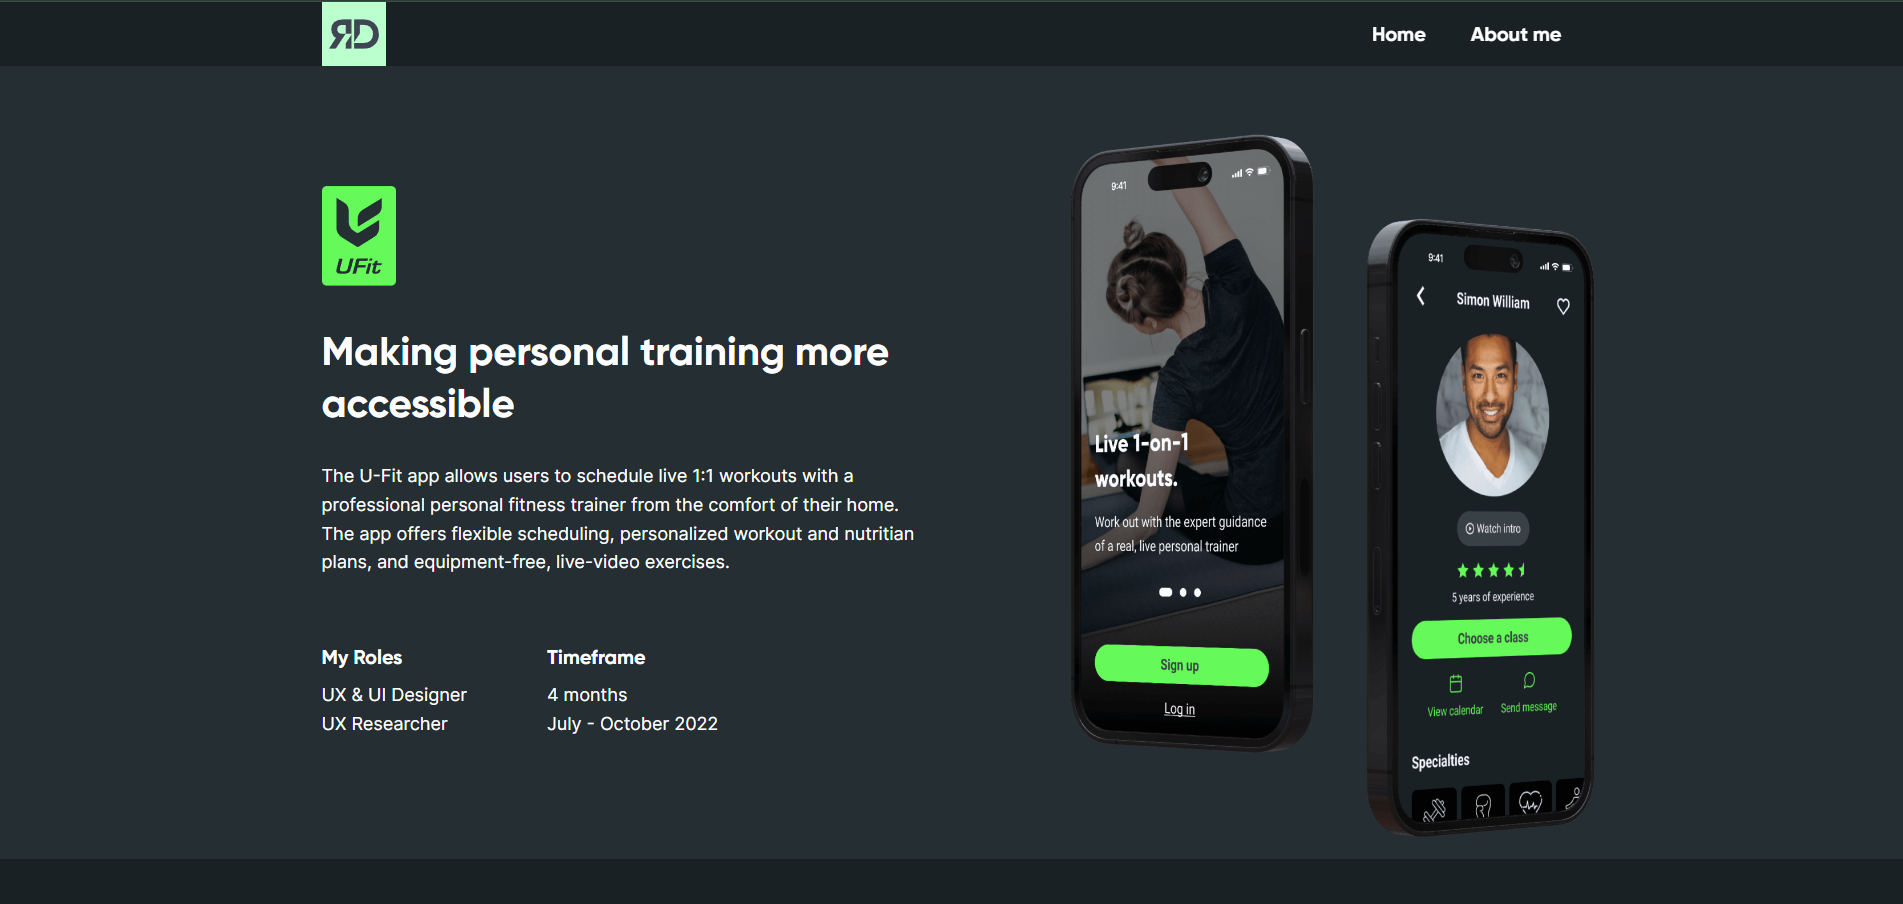 ЯD
Home
About me
UFit
Making personal training more
accessible
The U-Fit app allows users to schedule live 1:1 workouts with a
professional personal fitness trainer from the comfort of their home.
The app offers flexible scheduling, personalized workout and nutritian
plans, and equipment-free, live-video exercises.
My Roles
UX & UI Designer
UX Researcher
Timeframe
4 months
July - October 2022
9:41
Live 1-on-1
workouts.
Work out with the expert guidance
of a real, live personal trainer
Sign up
Log in
9:41
Simon William
Watch intro
5 years of experience
Choose a class
View calendar
Send message
Specialties